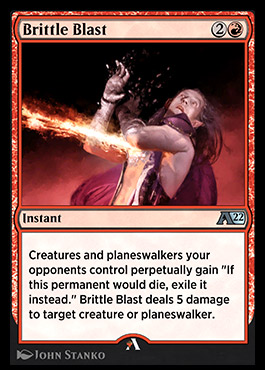 Brittle Blast 2
Instant A22
Creatures and planeswalkers your
opponents control perpetually gain "If
this permanent would die, exile it
instead." Brittle Blast deals 5 damage
to target creature or planeswalker.
John Stanko